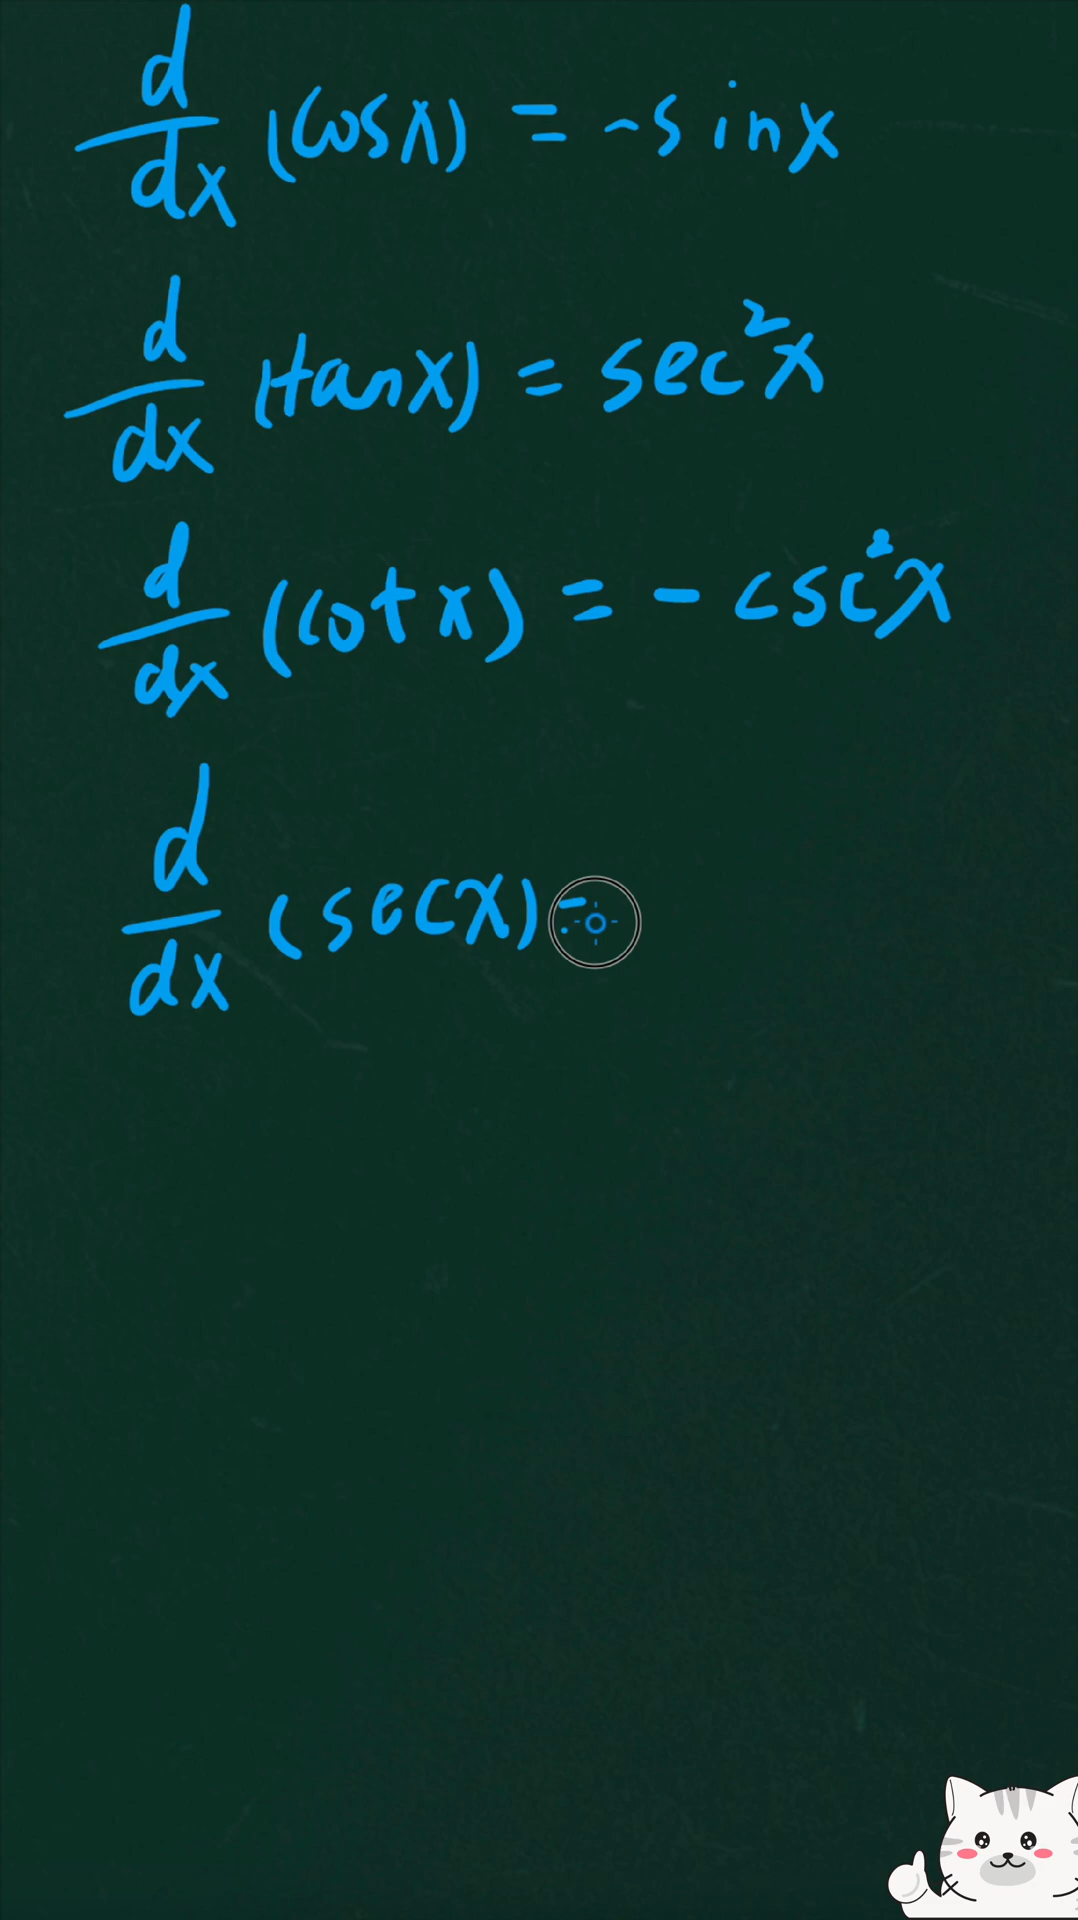 d/dx (cosx) = -sinx
d/dx (tanx) = sec²x
d/dx (cotx) = -csc²x
d/dx (secx) =